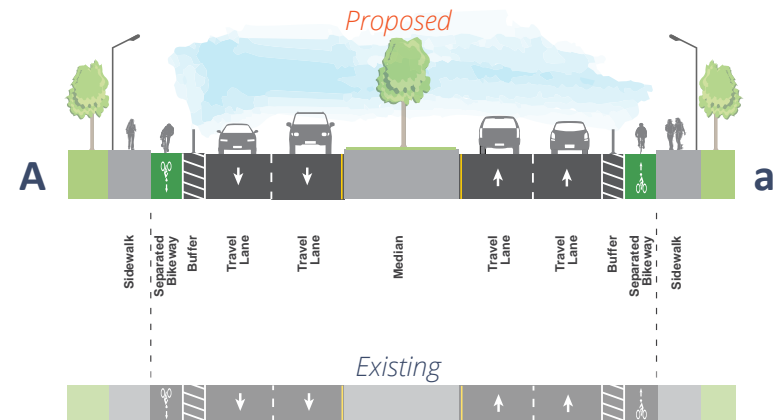 Proposed
A
a
Sidewalk
Separated
Bikeway
Buffer
Travel
Lane
Travel
Lane
Median
Travel
Lane
Travel
Lane
Buffer
Separated
Bikeway
Sidewalk
Existing